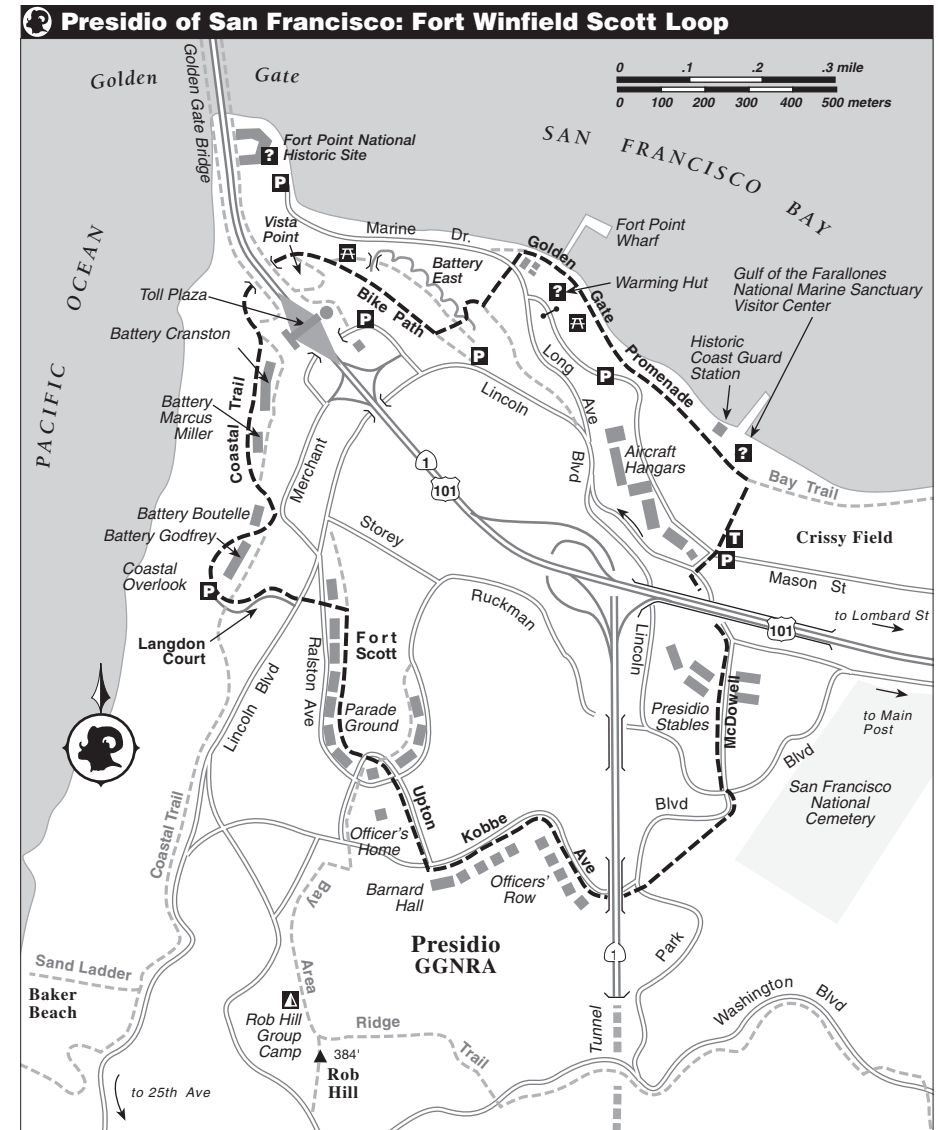 Presidio of San Francisco: Fort Winfield Scott Loop
Golden Gate
0 .1 .2 .3 mile
0 100 200 300 400 500 meters
Golden Gate Bridge
SAN FRANCISCO BAY
?
Fort Point National
Historic Site
P
Vista
Point
Marine Dr.
Fort Point
Wharf
Golden Gate Promenade
Battery
East
PACIFIC OCEAN
Toll Plaza
Bike Path
?
Warming Hut
Gulf of the Farallones
National Marine Sanctuary
Visitor Center
Battery Cranston
P
Historic
Coast Guard
Station
P
Long Ave
P
Battery
Marcus
Miller
Coastal Trail
Lincoln Blvd
Merchant
Aircraft
Hangars
?
1
101
Bay Trail
Battery Boutelle
Battery Godfrey
Storey
T
Crissy Field
P
Coastal
Overlook
P
Mason St
Ruckman
to Lombard St
101
Langdon
Court
Fort
Scott
Lincoln
Ralston Ave
Lincoln Blvd
Parade
Ground
Presidio
Stables
McDowell
to Main
Post
Blvd
San Francisco
National
Cemetery
Coastal Trail
Upton
Blvd
Officer's
Home
Kobbe Ave
Barnard
Hall
Officers'
Row
Presidio
GGNRA
Park
1
Bay Area Ridge Trail
Sand Ladder
Baker
Beach
Washington Blvd
Rob Hill
Group
Camp
Tunnel
384'
Rob
Hill
to 25th Ave